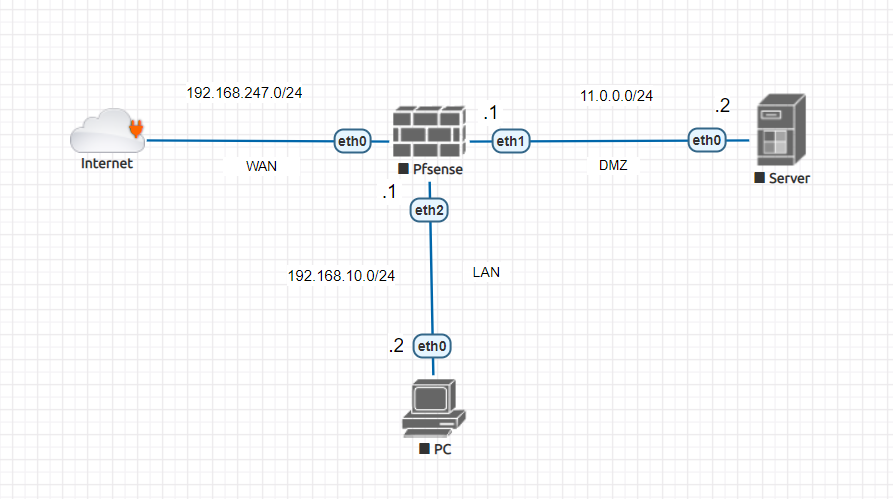 192.168.247.0/24
11.0.0.0/24
.1
.2
eth0
eth1
eth0
Internet
WAN
Pfsense
DMZ
Server
.1
eth2
192.168.10.0/24
LAN
.2
eth0
PC